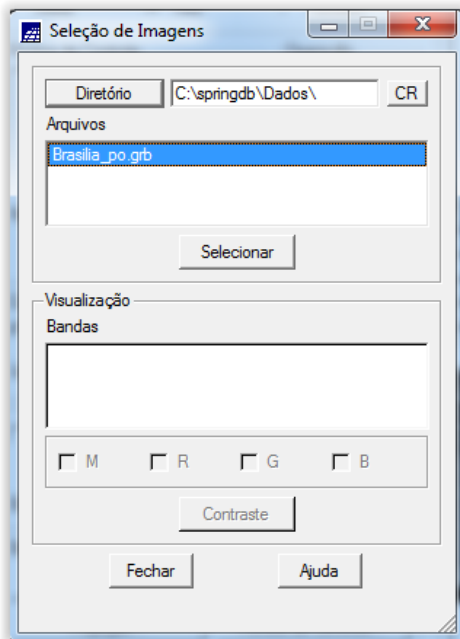 Seleção de Imagens
Diretório C:\springdb\Dados\ CR
Arquivos
Brasilia_po.grb
Selecionar
Visualização
Bandas
M R G B
Contraste
Fechar Ajuda